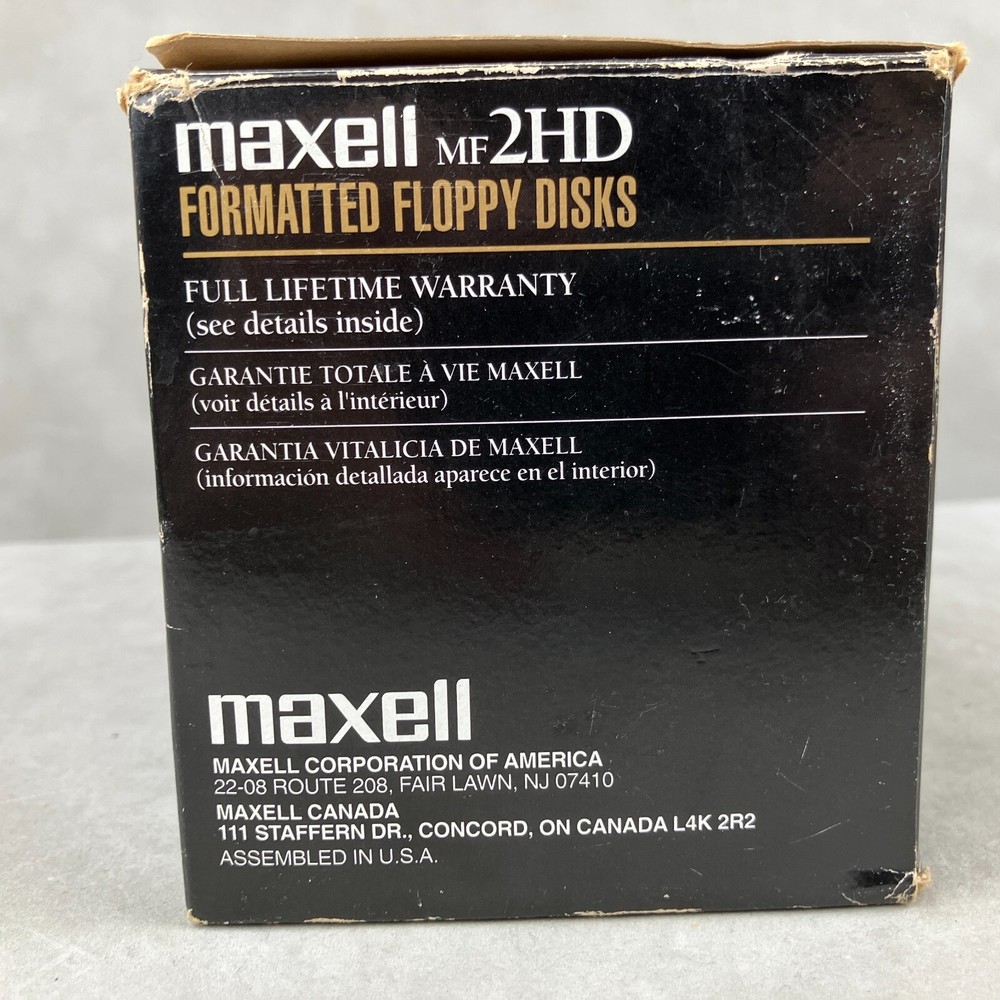 maxell MF2HD
FORMATTED FLOPPY DISKS
FULL LIFETIME WARRANTY
(see details inside)
GARANTIE TOTALE À VIE MAXELL
(voir détails à l'intérieur)
GARANTIA VITALICIA DE MAXELL
(información detallada aparece en el interior)
maxell
MAXELL CORPORATION OF AMERICA
22-08 ROUTE 208, FAIR LAWN, NJ 07410
MAXELL CANADA
111 STAFFERN DR., CONCORD, ON CANADA L4K 2R2
ASSEMBLED IN U.S.A.